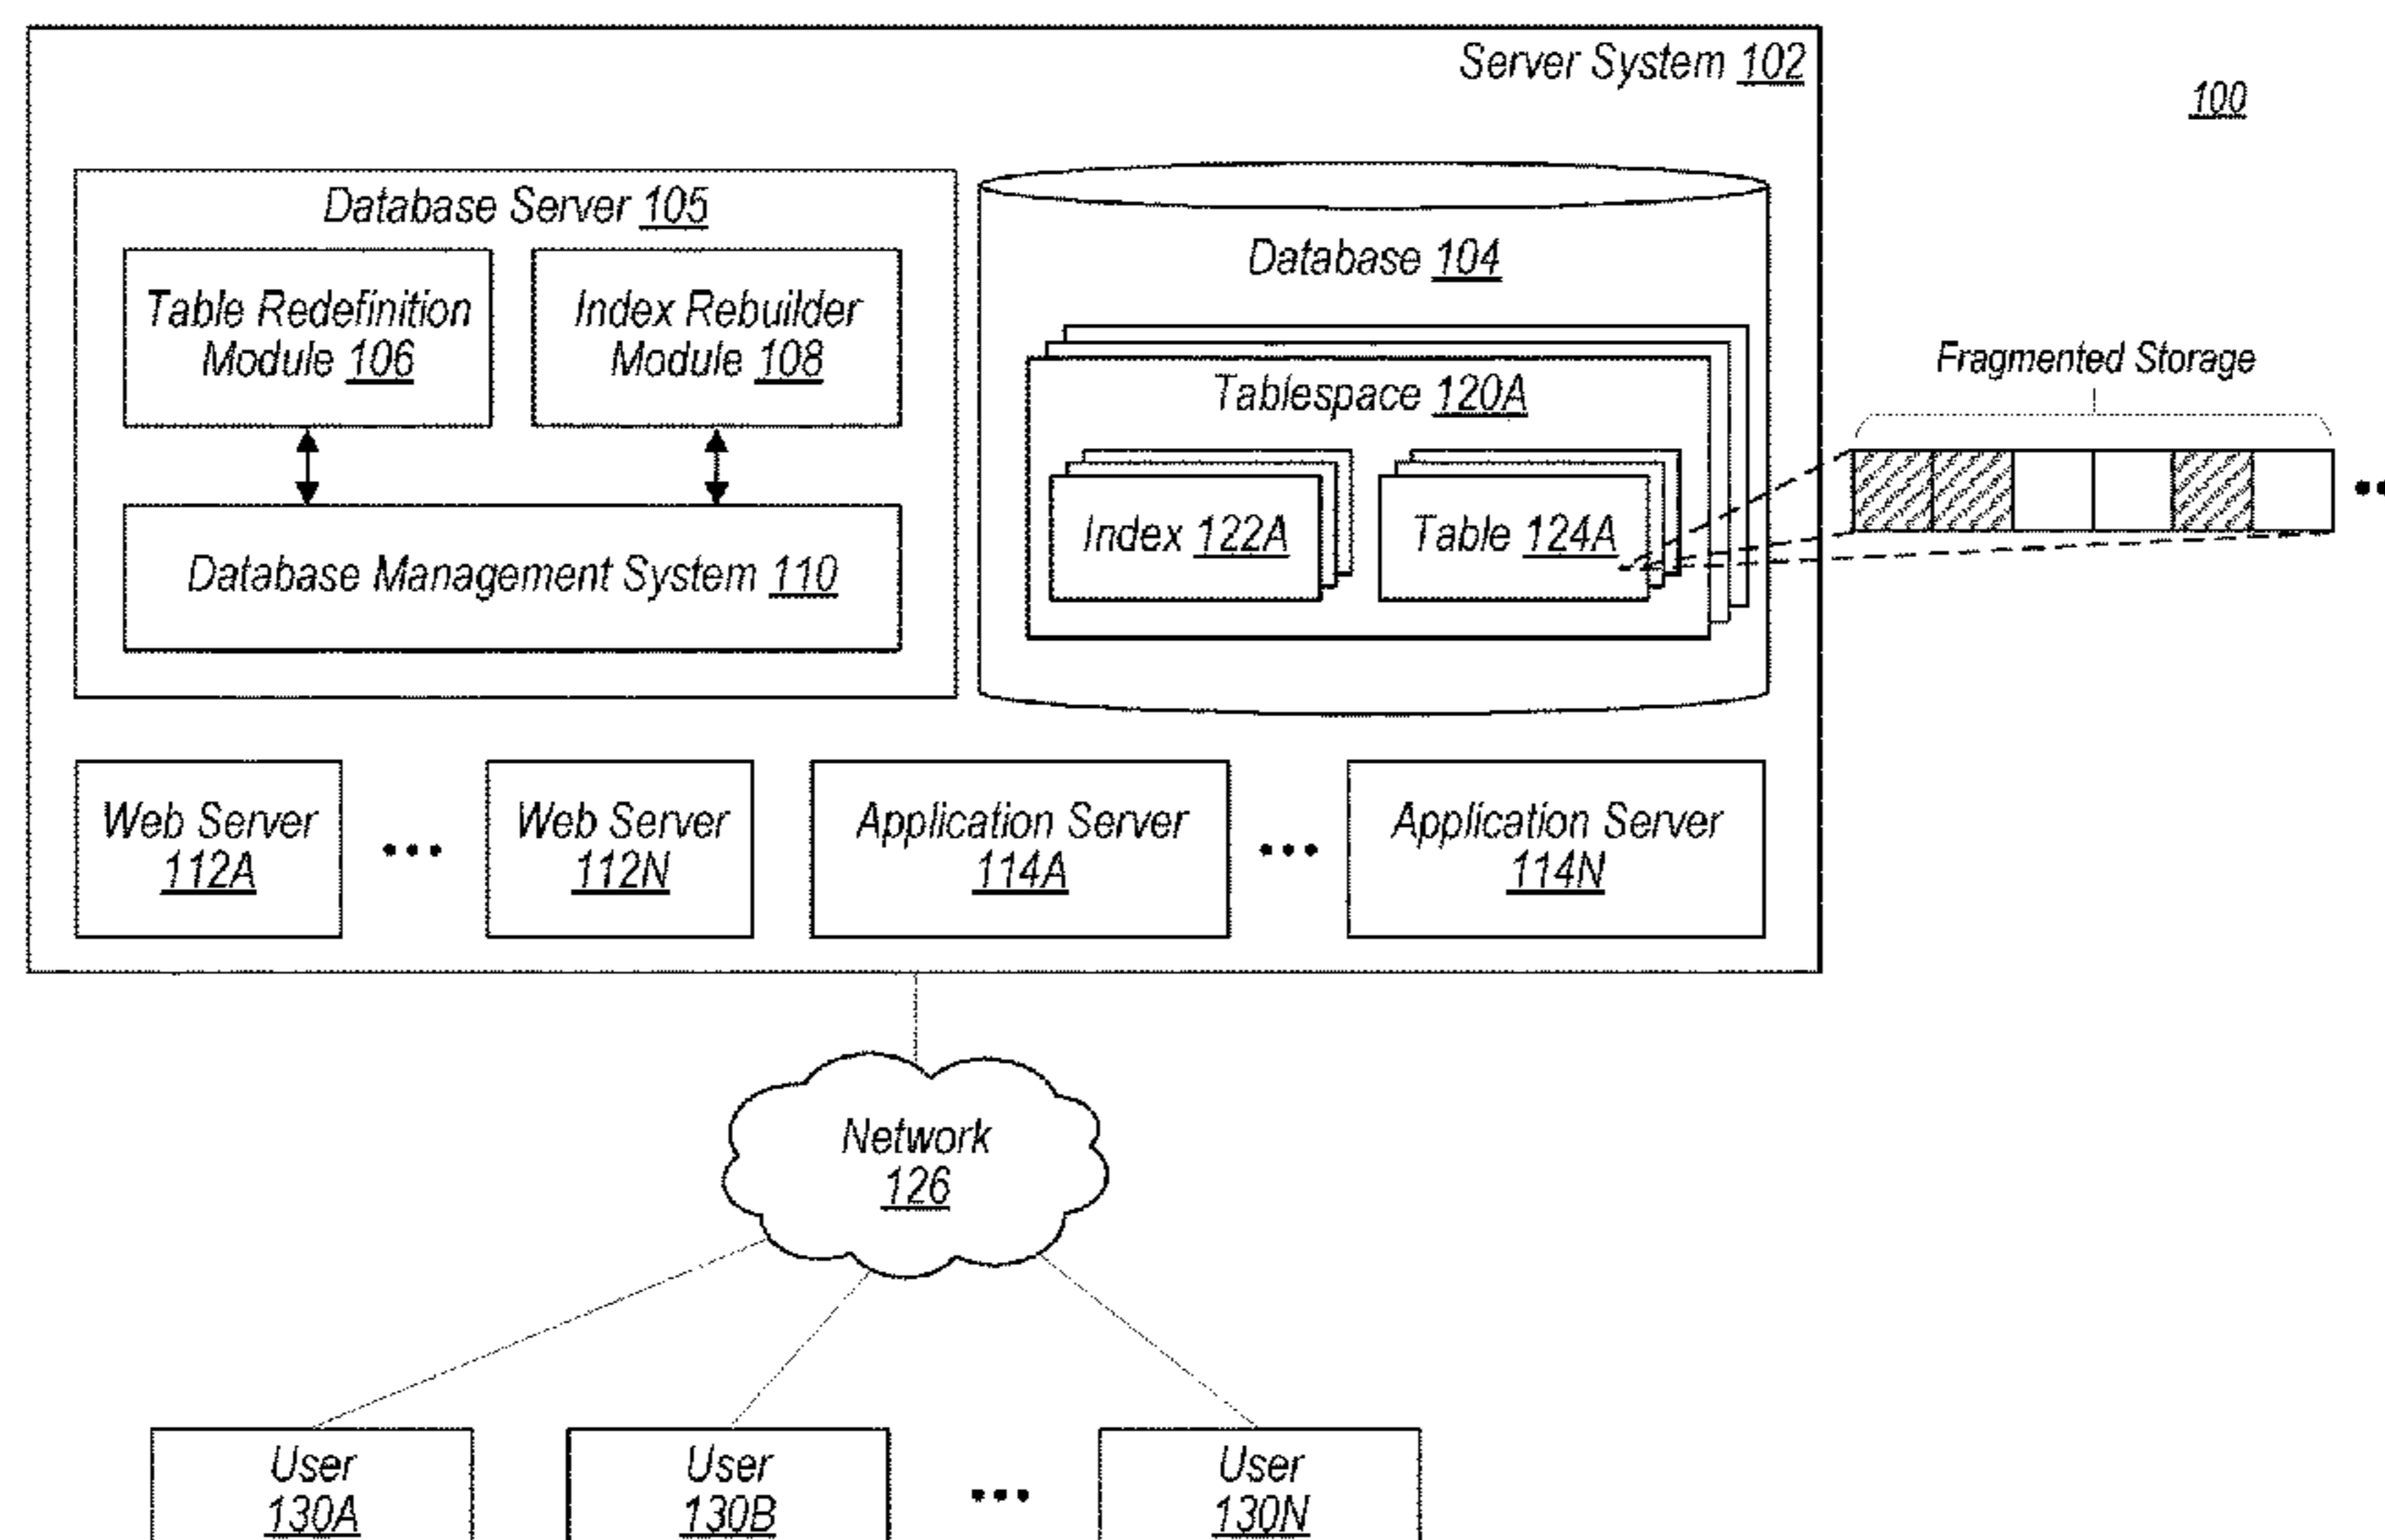 Server System 102
100
Database Server 105
Table Redefinition
Module 106
Index Rebuilder
Module 108
Database Management System 110
Database 104
Tablespace 120A
Index 122A
Table 124A
Fragmented Storage
Web Server
112A
Web Server
112N
Application Server
114A
Application Server
114N
Network
126
User
130A
User
130B
User
130N